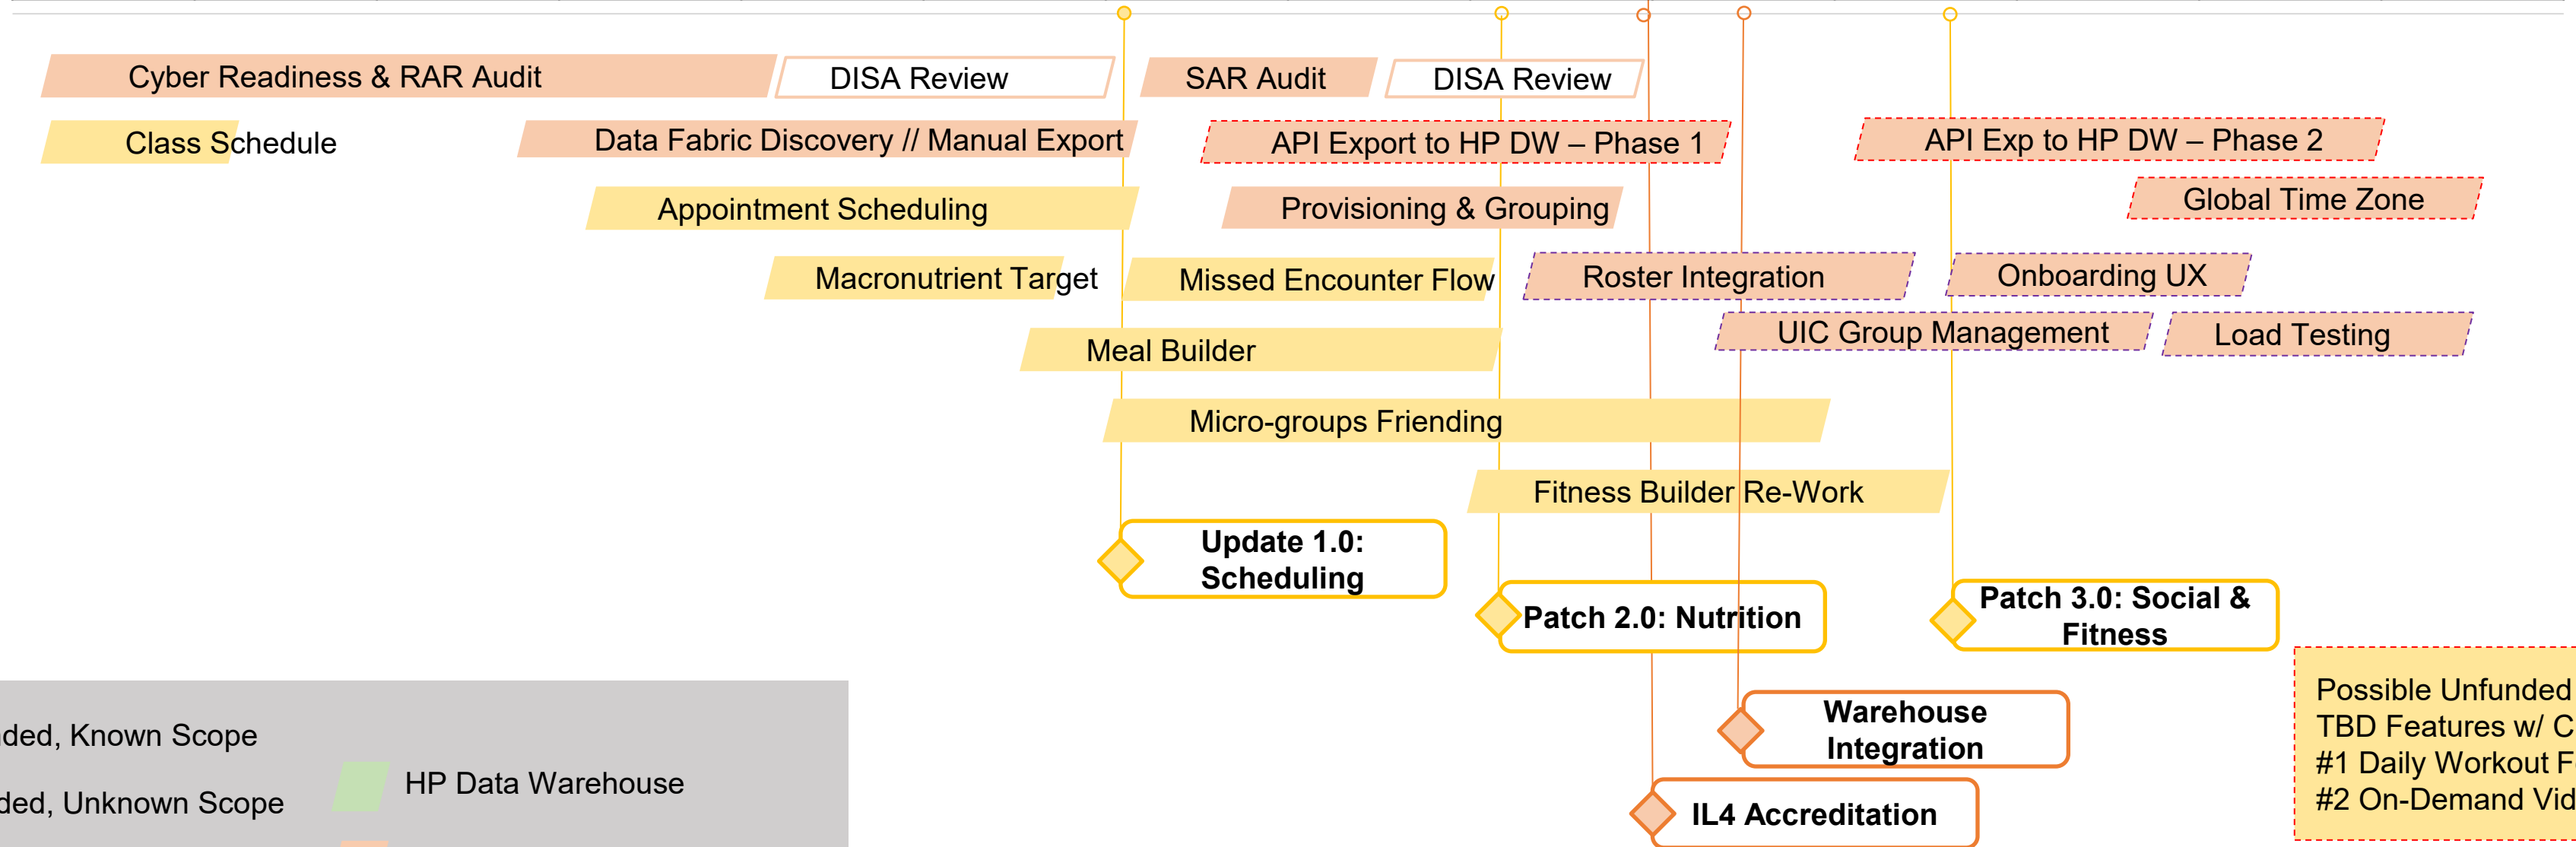 Cyber Readiness & RAR Audit
DISA Review
SAR Audit
DISA Review
Class Schedule
Data Fabric Discovery // Manual Export
API Export to HP DW – Phase 1
API Exp to HP DW – Phase 2
Appointment Scheduling
Provisioning & Grouping
Global Time Zone
Macronutrient Target
Missed Encounter Flow
Roster Integration
Onboarding UX
Meal Builder
UIC Group Management
Load Testing
Micro-groups Friending
Fitness Builder Re-Work
Update 1.0:
Scheduling
Patch 2.0: Nutrition
Patch 3.0: Social &
Fitness
Warehouse
Integration
IL4 Accreditation
Known Scope
Unknown Scope
HP Data Warehouse
Possible Unfunded
TBD Features w/
#1 Daily Workout
#2 On-Demand